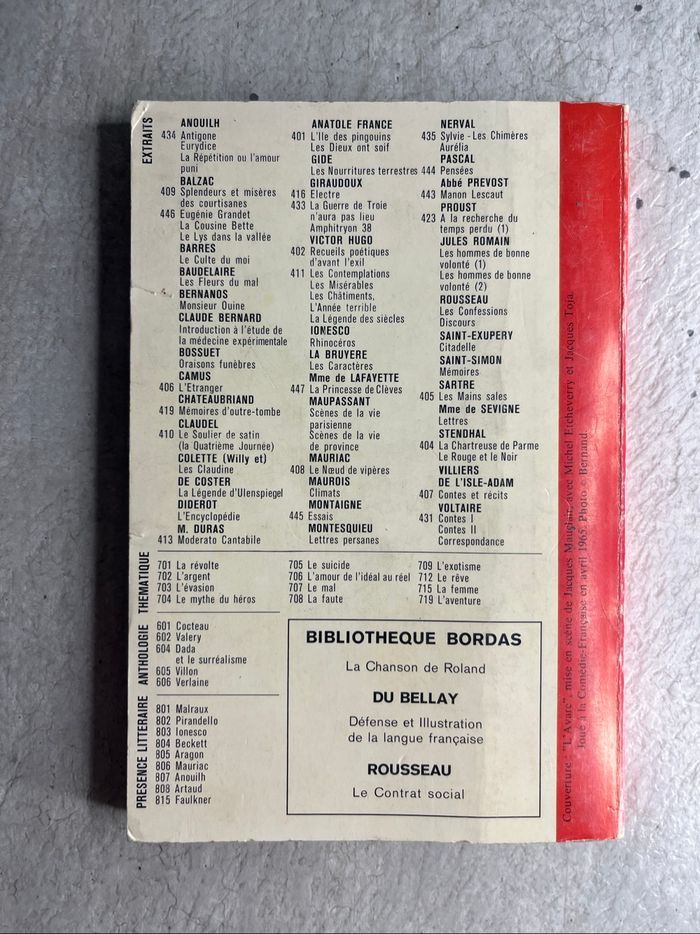 EXTRAITS
ANOUILH
434 Antigone
Eurydice
La Répétition ou l'amour
puni
BALZAC
409 Splendeurs et misères
des courtisanes
446 Eugénie Grandet
La Cousine Bette
Le Lys dans la vallée
BARRES
Le Culte du moi
BAUDELAIRE
Les Fleurs du mal
BERNANOS
Monsieur Ouine
CLAUDE BERNARD
Introduction à l'étude de
la médecine expérimentale
BOSSUET
Oraisons funèbres
CAMUS
406 L'Etranger
CHATEAUBRIAND
419 Mémoires d'outre-tombe
CLAUDEL
410 Le Soulier de satin
(la Quatrième Journée)
COLETTE (Willy et)
Les Claudine
DE COSTER
La Légende d'Ulenspiegel
DIDEROT
L'Encyclopédie
M. DURAS
413 Moderato Cantabile
ANATOLE FRANCE
401 L'Ile des pingouins
Les Dieux ont soif
GIDE
Les Nourritures terrestres
GIRAUDOUX
416 Electre
433 La Guerre de Troie
n'aura pas lieu
Amphitryon 38
VICTOR HUGO
402 Recueils poétiques
d'avant l'exil
411 Les Contemplations
Les Misérables
Les Châtiments,
L'Année terrible
La Légende des siècles
IONESCO
Rhinocéros
LA BRUYERE
Les Caractères
Mme de LAFAYETTE
447 La Princesse de Clèves
MAUPASSANT
Scènes de la vie
parisienne
Scènes de la vie
de province
MAURIAC
408 Le Nœud de vipères
MAUROIS
Climats
MONTAIGNE
445 Essais
MONTESQUIEU
Lettres persanes
NERVAL
435 Sylvie - Les Chimères
Aurélia
PASCAL
444 Pensées
Abbé PREVOST
443 Manon Lescaut
PROUST
423 A la recherche du
temps perdu (1)
JULES ROMAIN
Les hommes de bonne
volonté (1)
Les hommes de bonne
volonté (2)
ROUSSEAU
Les Confessions
Discours
SAINT-EXUPERY
Citadelle
SAINT-SIMON
Mémoires
SARTRE
405 Les Mains sales
Mme de SEVIGNE
Lettres
STENDHAL
404 La Chartreuse de Parme
Le Rouge et le Noir
VILLIERS
DE L'ISLE-ADAM
407 Contes et récits
VOLTAIRE
431 Contes I
Contes II
Correspondance
THEMATIQUE
701 La révolte
702 L'argent
703 L'évasion
704 Le mythe du héros
705 Le suicide
706 L'amour de l'idéal au réel
707 Le mal
708 La faute
709 L'exotisme
712 Le rêve
715 La femme
719 L'aventure
ANTHOLOGIE
601 Cocteau
602 Valery
604 Dada
et le surréalisme
605 Villon
606 Verlaine
PRESENCE LITTERAIRE
801 Malraux
802 Pirandello
803 Ionesco
804 Beckett
805 Aragon
806 Mauriac
807 Anouilh
808 Artaud
815 Faulkner
BIBLIOTHEQUE BORDAS
La Chanson de Roland
DU BELLAY
Défense et Illustration
de la langue française
ROUSSEAU
Le Contrat social
Couverture : "L'Avare", mise en scène de Jacques Mauclair, avec Michel Etcheverry et Jacques Toja.
Joué à la Comédie-Française en avril 1965. Photo © Bernand